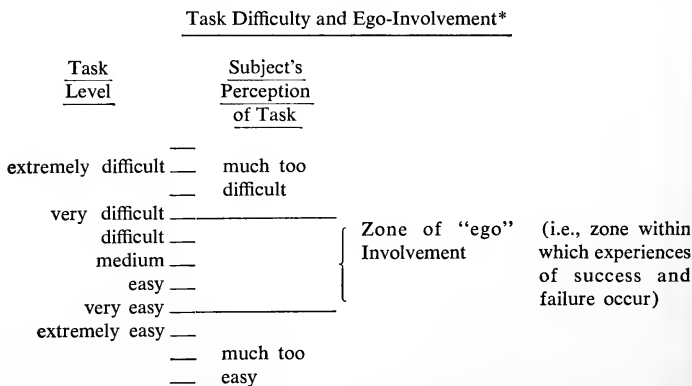 Task Difficulty and Ego-Involvement*
Task Subject's
Level Perception
of Task
extremely difficult much too
difficult
very difficult
difficult Zone of "ego" (i.e., zone within
medium Involvement which experiences
easy of success and
very easy failure occur)
extremely easy
much too
easy